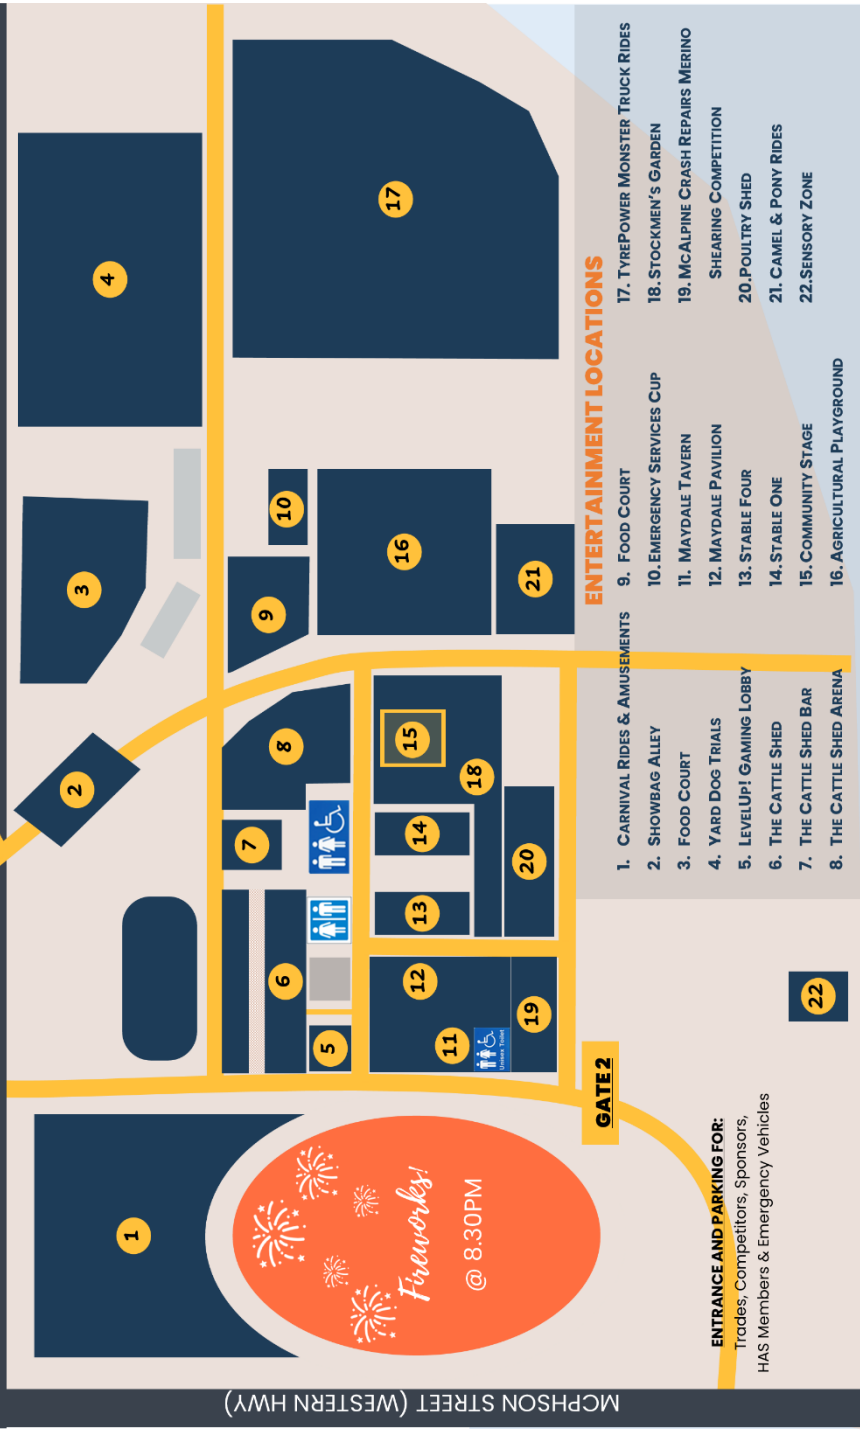 1
2
3
4
5
6
7
8
9
10
11
12
13
14
15
16
17
18
19
20
21
22
Unisex Toilet
Fireworks!
@ 8.30PM
GATE 2
MCPHSON STREET (WESTERN HWY)
ENTRANCE AND PARKING FOR:
Trades, Competitors, Sponsors,
HAS Members & Emergency Vehicles
ENTERTAINMENT LOCATIONS
1. CARNIVAL RIDES & AMUSEMENTS
2. SHOWBAG ALLEY
3. FOOD COURT
4. YARD DOG TRIALS
5. LEVELUP! GAMING LOBBY
6. THE CATTLE SHED
7. THE CATTLE SHED BAR
8. THE CATTLE SHED ARENA
9. FOOD COURT
10. EMERGENCY SERVICES CUP
11. MAYDALE TAVERN
12. MAYDALE PAVILION
13. STABLE FOUR
14. STABLE ONE
15. COMMUNITY STAGE
16. AGRICULTURAL PLAYGROUND
17. TYREPOWER MONSTER TRUCK RIDES
18. STOCKMEN'S GARDEN
19. MCALPINE CRASH REPAIRS MERINO
SHEARING COMPETITION
20.POULTRY SHED
21. CAMEL & PONY RIDES
22.SENSORY ZONE